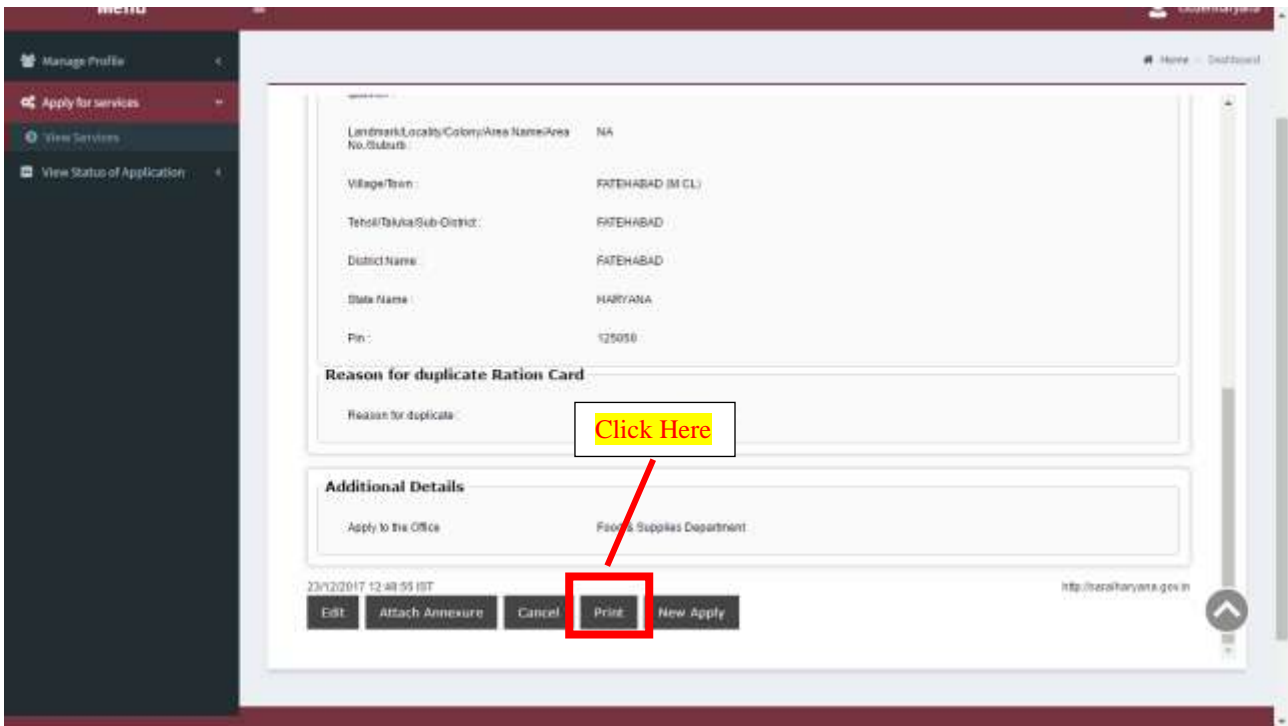 Menu
Manage Profile
Home Dashboard
Apply for services
View Services
Landmark/Locality/Colony/Area Name/Area NA
No./Suburb :
View Status of Application
Village/Town : FATEHABAD (M CL)
Tehsil/Taluka/Sub-District : FATEHABAD
District Name : FATEHABAD
State Name : HARYANA
Pin : 125050
Reason for duplicate Ration Card
Reason for duplicate
Click Here
Additional Details
Apply to the Office Food & Supplies Department
23/12/2017 12:48:55 IST http://saralharyana.gov.in
Edit Attach Annexure Cancel Print New Apply